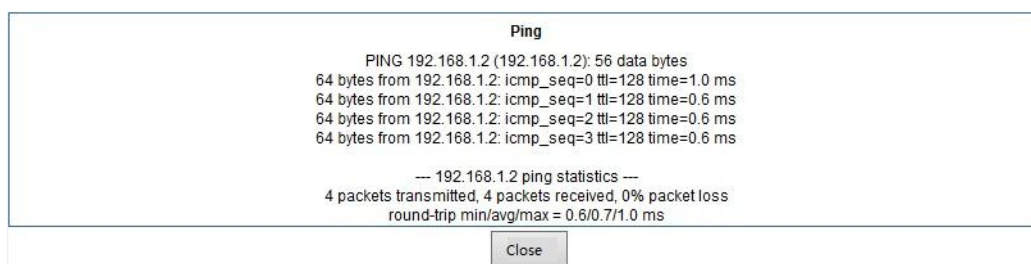 Ping
PING 192.168.1.2 (192.168.1.2): 56 data bytes
64 bytes from 192.168.1.2: icmp_seq=0 ttl=128 time=1.0 ms
64 bytes from 192.168.1.2: icmp_seq=1 ttl=128 time=0.6 ms
64 bytes from 192.168.1.2: icmp_seq=2 ttl=128 time=0.6 ms
64 bytes from 192.168.1.2: icmp_seq=3 ttl=128 time=0.6 ms
--- 192.168.1.2 ping statistics ---
4 packets transmitted, 4 packets received, 0% packet loss
round-trip min/avg/max = 0.6/0.7/1.0 ms
Close